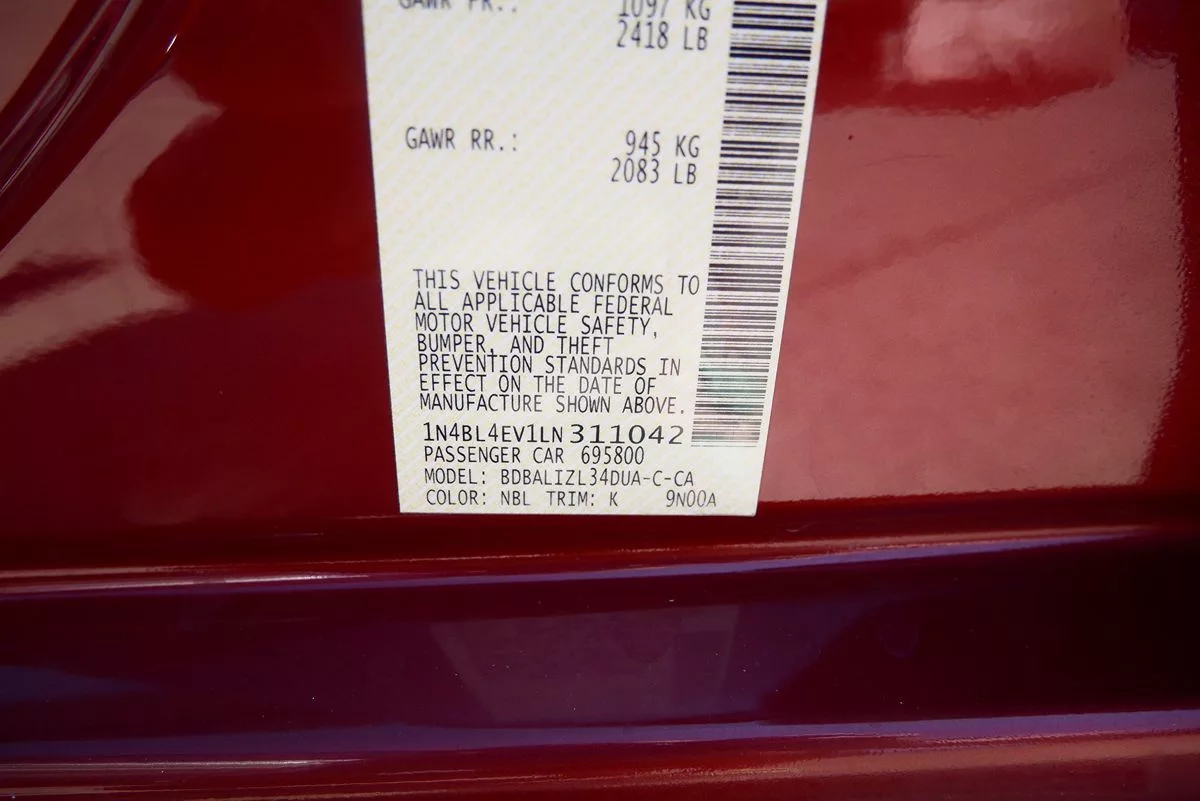 GAWR FR.: 1097 KG
2418 LB
GAWR RR.: 945 KG
2083 LB
THIS VEHICLE CONFORMS TO
ALL APPLICABLE FEDERAL
MOTOR VEHICLE SAFETY,
BUMPER, AND THEFT
PREVENTION STANDARDS IN
EFFECT ON THE DATE OF
MANUFACTURE SHOWN ABOVE.
1N4BL4EV1LN311042
PASSENGER CAR 695800
MODEL: BDBALIZL34DUA-C-CA
COLOR: NBL TRIM: K 9N00A